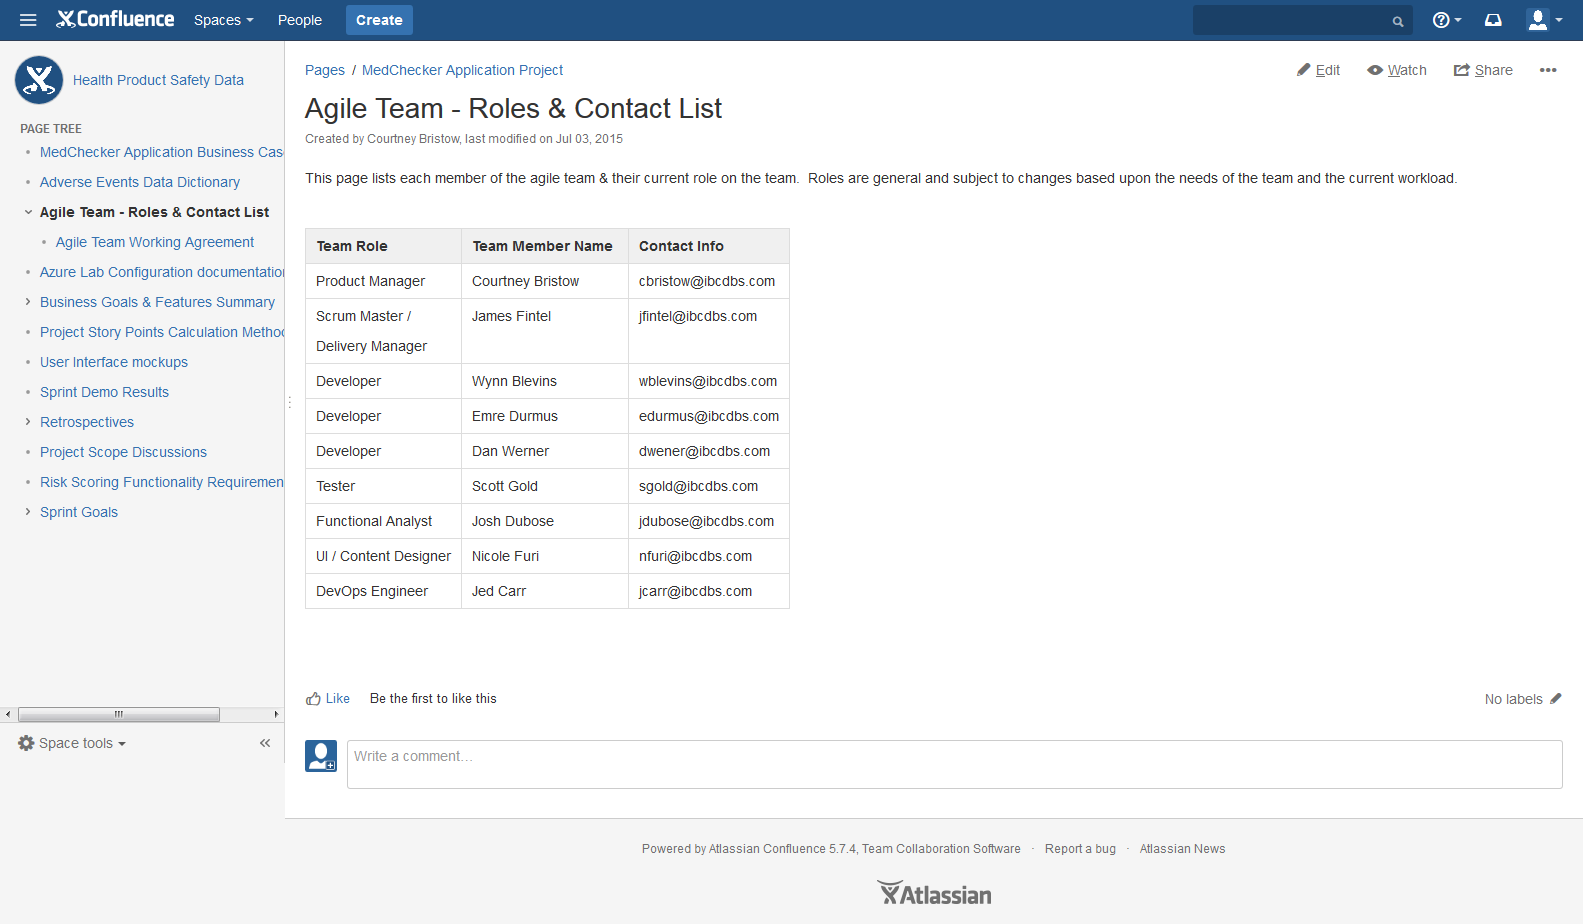 Confluence Spaces People Create
Health Product Safety Data
PAGE TREE
MedChecker Application Business Cas
Adverse Events Data Dictionary
Agile Team - Roles & Contact List
Agile Team Working Agreement
Azure Lab Configuration documentation
Business Goals & Features Summary
Project Story Points Calculation Metho
User Interface mockups
Sprint Demo Results
Retrospectives
Project Scope Discussions
Risk Scoring Functionality Requiremen
Sprint Goals
Space tools
Pages / MedChecker Application Project
Edit Watch Share
Agile Team - Roles & Contact List
Created by Courtney Bristow, last modified on Jul 03, 2015
This page lists each member of the agile team & their current role on the team.  Roles are general and subject to changes based upon the needs of the team and the current workload.
Team Role Team Member Name Contact Info
Product Manager Courtney Bristow cbristow@ibcdbs.com
Scrum Master / James Fintel jfintel@ibcdbs.com
Delivery Manager
Developer Wynn Blevins wblevins@ibcdbs.com
Developer Emre Durmus edurmus@ibcdbs.com
Developer Dan Werner dwener@ibcdbs.com
Tester Scott Gold sgold@ibcdbs.com
Functional Analyst Josh Dubose jdubose@ibcdbs.com
UI / Content Designer Nicole Furi nfuri@ibcdbs.com
DevOps Engineer Jed Carr jcarr@ibcdbs.com
Like Be the first to like this
No labels
Write a comment…
Powered by Atlassian Confluence 5.7.4, Team Collaboration Software · Report a bug · Atlassian News
Atlassian